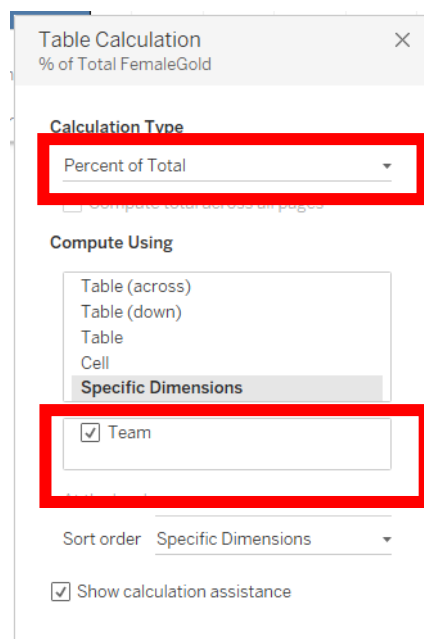 Table Calculation
% of Total FemaleGold
Calculation Type
Percent of Total
Compute total across all pages
Compute Using
Table (across)
Table (down)
Table
Cell
Specific Dimensions
Team
Sort order Specific Dimensions
Show calculation assistance